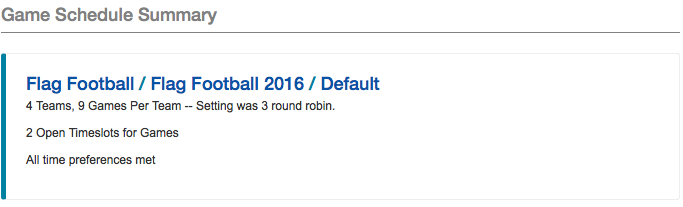 Game Schedule Summary
Flag Football / Flag Football 2016 / Default
4 Teams, 9 Games Per Team -- Setting was 3 round robin.
2 Open Timeslots for Games
All time preferences met